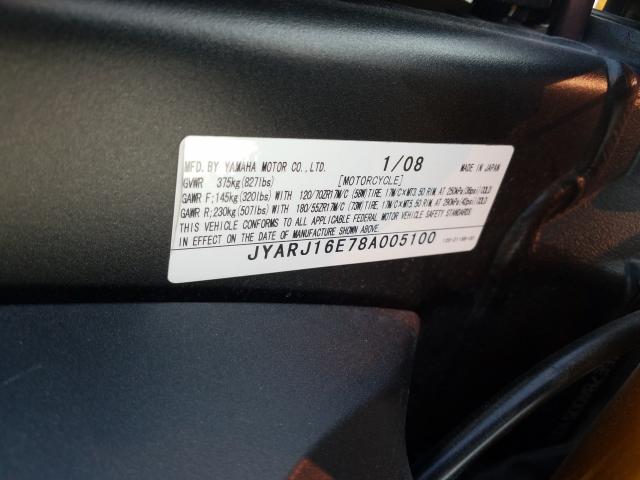 MFD. BY YAMAHA MOTOR CO., LTD. 1/08 MADE IN JAPAN
GVWR 375kg(827lbs) [MOTORCYCLE]
GAWR F;145kg(320lbs) WITH 120/70ZR17M/C (58W)TIRE, 17M/C×MT3.50 RIM, AT 250kPa(36psi)COLD
GAWR R;230kg(507lbs) WITH 180/55ZR17M/C (73W)TIRE, 17M/C×MT5.50 RIM, AT 290kPa(42psi)COLD
THIS VEHICLE CONFORMS TO ALL APPLICABLE FEDERAL MOTOR VEHICLE SAFETY STANDARDS
IN EFFECT ON THE DATE OF MANUFACTURE SHOWN ABOVE.
JYARJ16E78A005100